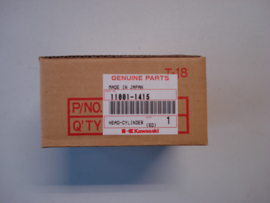 T-18
GENUINE PARTS
MADE IN JAPAN
11001-1415
P/NO.
HEAD-CYLINDER
Q'TY
1
Kawasaki